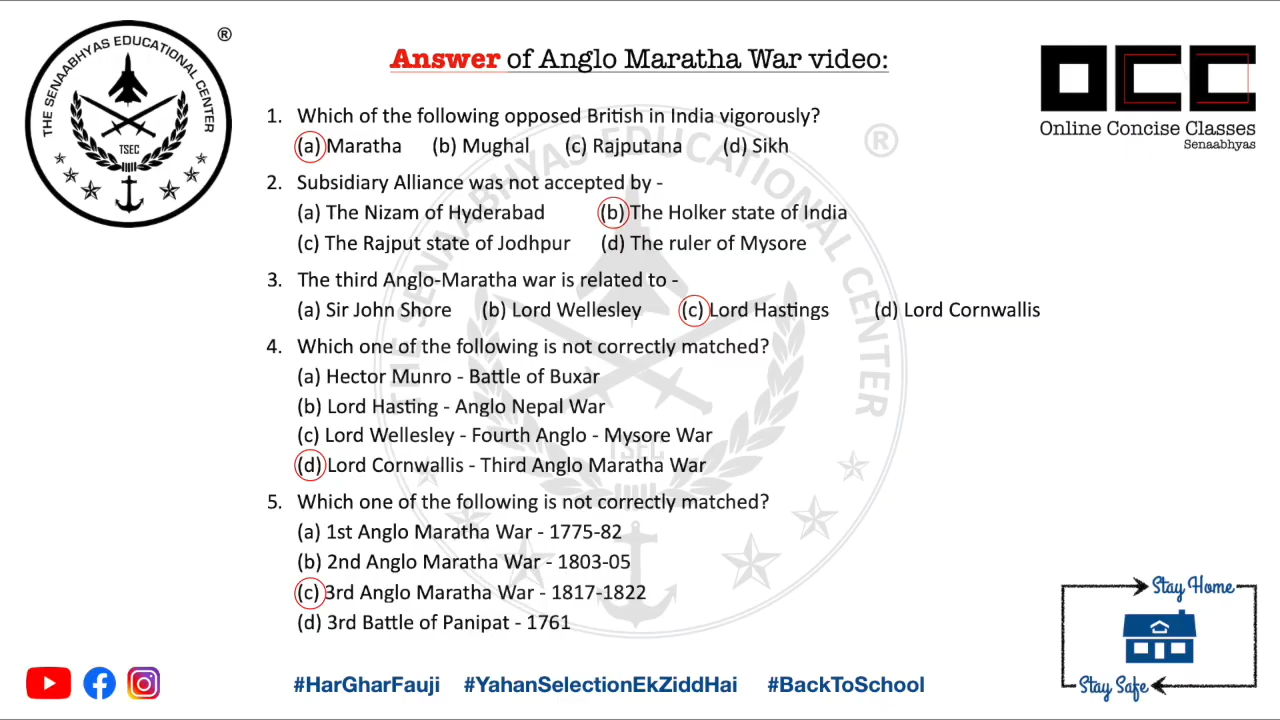 THE SENAABHYAS EDUCATIONAL CENTER
TSEC
®
Answer of Anglo Maratha War video:
OCC
Online Concise Classes
Senaabhyas
1. Which of the following opposed British in India vigorously?
(a) Maratha (b) Mughal (c) Rajputana (d) Sikh
2. Subsidiary Alliance was not accepted by -
(a) The Nizam of Hyderabad (b) The Holker state of India
(c) The Rajput state of Jodhpur (d) The ruler of Mysore
3. The third Anglo-Maratha war is related to -
(a) Sir John Shore (b) Lord Wellesley (c) Lord Hastings (d) Lord Cornwallis
4. Which one of the following is not correctly matched?
(a) Hector Munro - Battle of Buxar
(b) Lord Hasting - Anglo Nepal War
(c) Lord Wellesley - Fourth Anglo - Mysore War
(d) Lord Cornwallis - Third Anglo Maratha War
5. Which one of the following is not correctly matched?
(a) 1st Anglo Maratha War - 1775-82
(b) 2nd Anglo Maratha War - 1803-05
(c) 3rd Anglo Maratha War - 1817-1822
(d) 3rd Battle of Panipat - 1761
THE SENAABHYAS EDUCATIONAL CENTER
TSEC
®
Stay Home
Stay Safe
#HarGharFauji #YahanSelectionEkZiddHai #BackToSchool